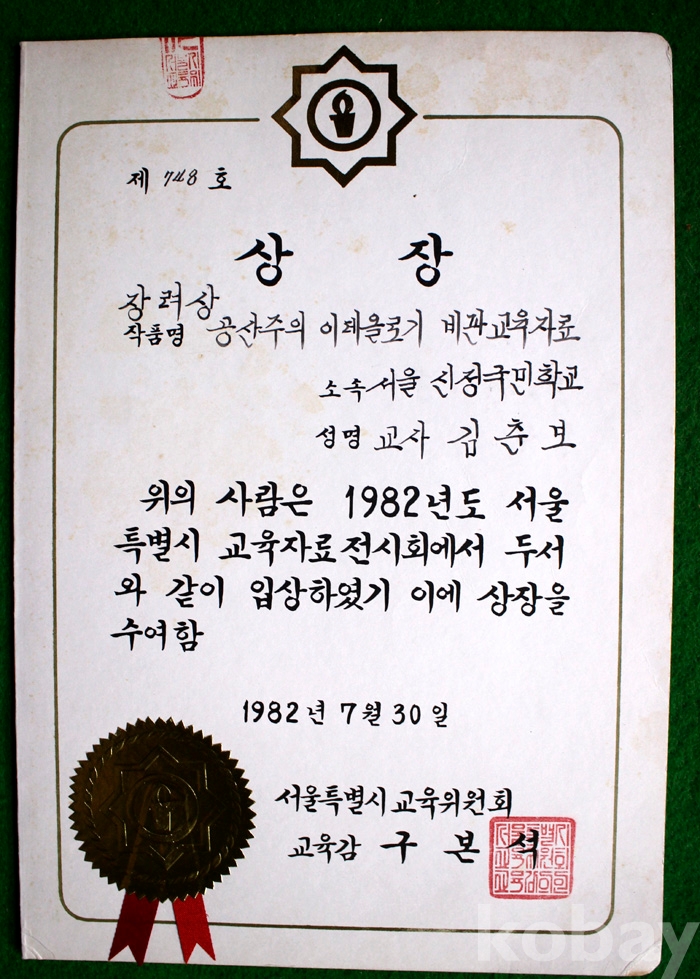 제 748 호
상 장
장려상
작품명 공산주의 이데올로기 비판교육자료
소속 서울 신정국민학교
성명 교사 김춘보
위의 사람은 1982년도 서울
특별시 교육자료전시회에서 두서
와 같이 입상하였기 이에 상장을
수여함
1982년 7월 30일
서울특별시교육위원회
교육감 구 본 석
kobay